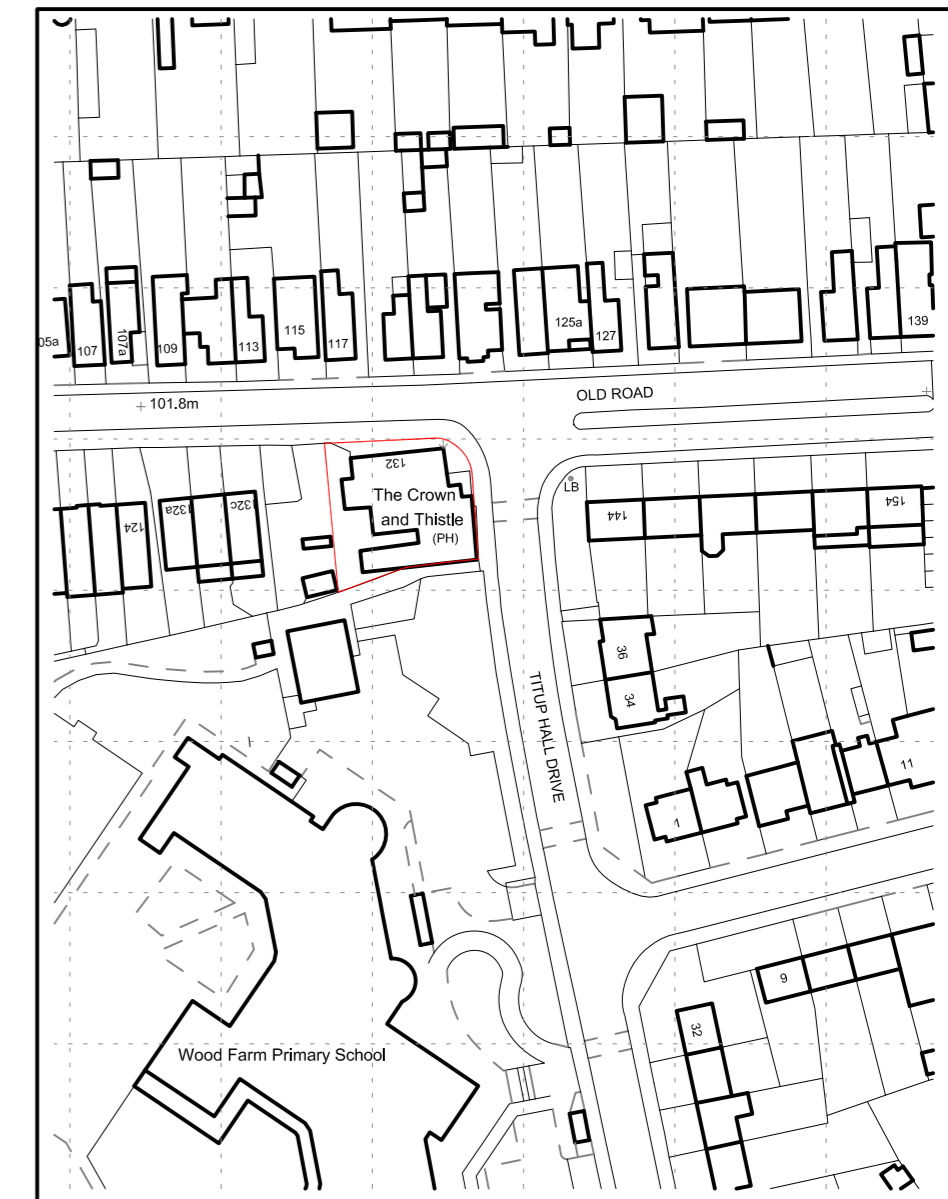 05a
107
107a
109
113
115
117
125a
127
139
101.8m
OLD ROAD
132
The Crown
and Thistle
(PH)
124
132a
132c
LB
144
154
36
34
TITUP HALL DRIVE
1
11
9
32
Wood Farm Primary School